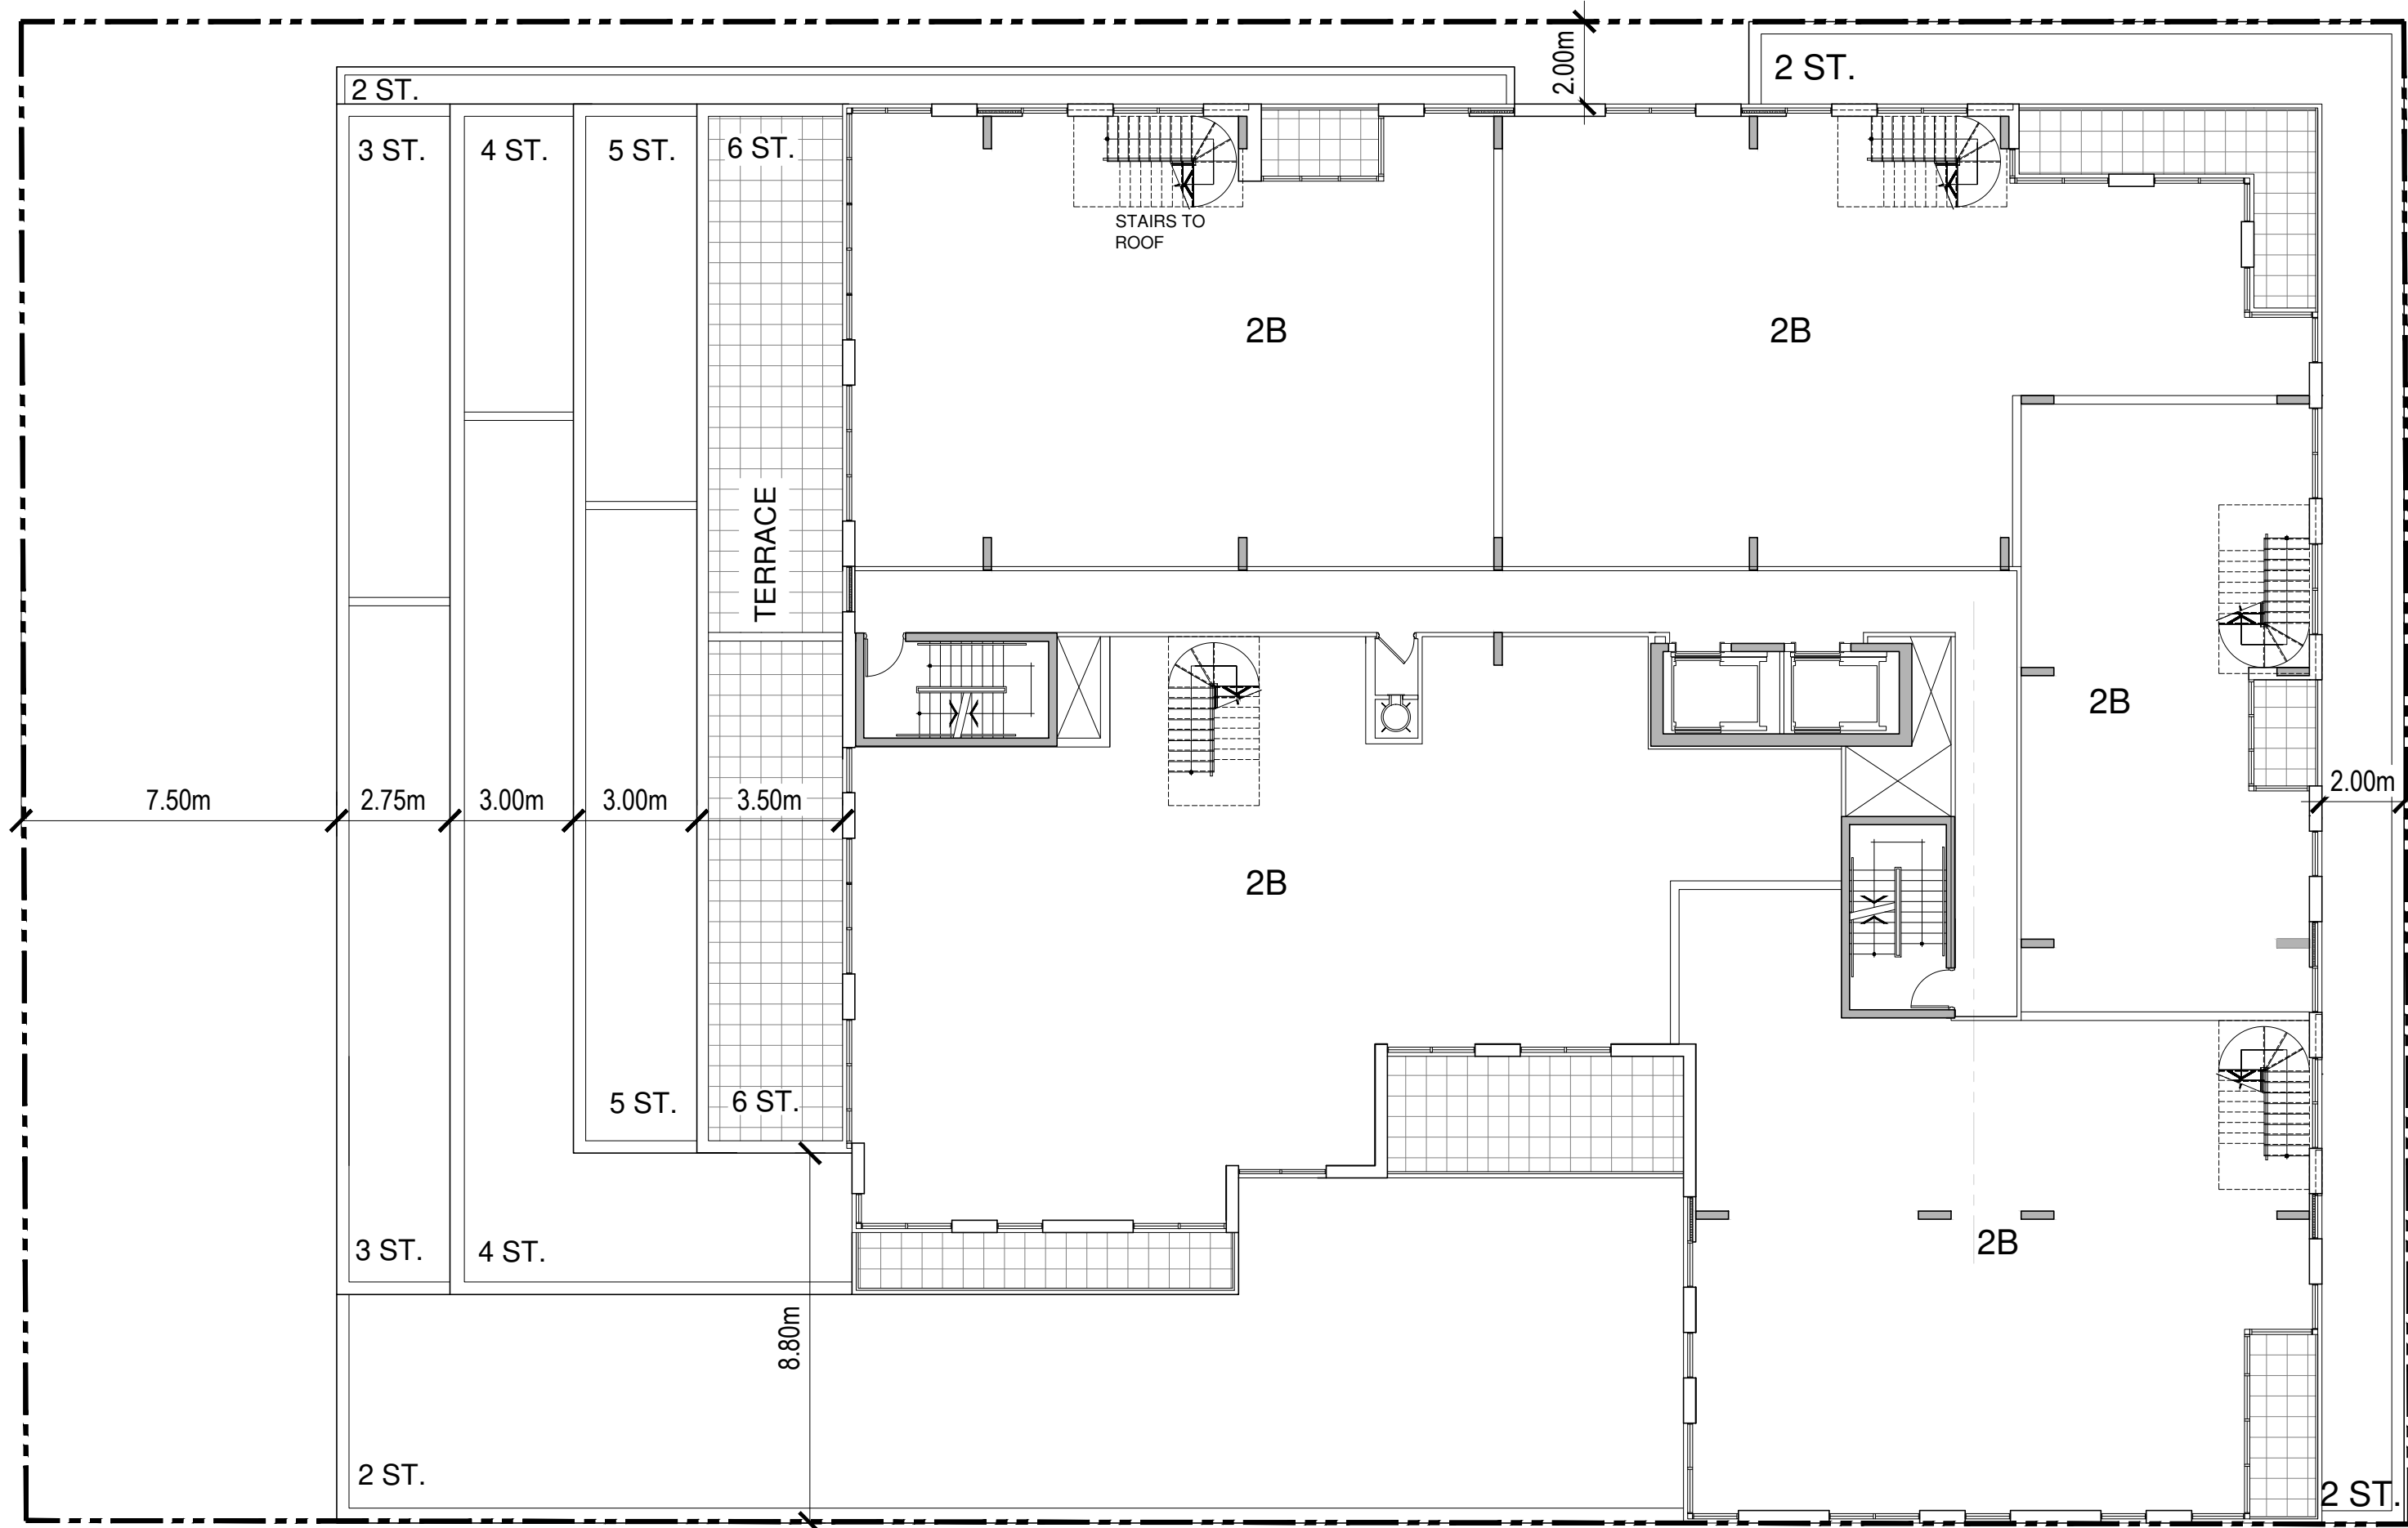 2.00m
2 ST.
2 ST.
3 ST.
4 ST.
5 ST.
6 ST.
STAIRS TO
ROOF
2B
2B
TERRACE
2B
7.50m
2.75m
3.00m
3.00m
3.50m
2.00m
2B
5 ST.
6 ST.
3 ST.
4 ST.
2B
8.80m
2 ST.
2 ST.